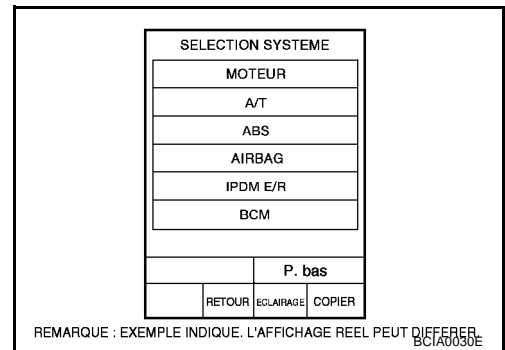 SELECTION SYSTEME
MOTEUR
A/T
ABS
AIRBAG
IPDM E/R
BCM
P. bas
RETOUR ECLAIRAGE COPIER
REMARQUE : EXEMPLE INDIQUE. L'AFFICHAGE REEL PEUT DIFFERER.
BCIA0030E